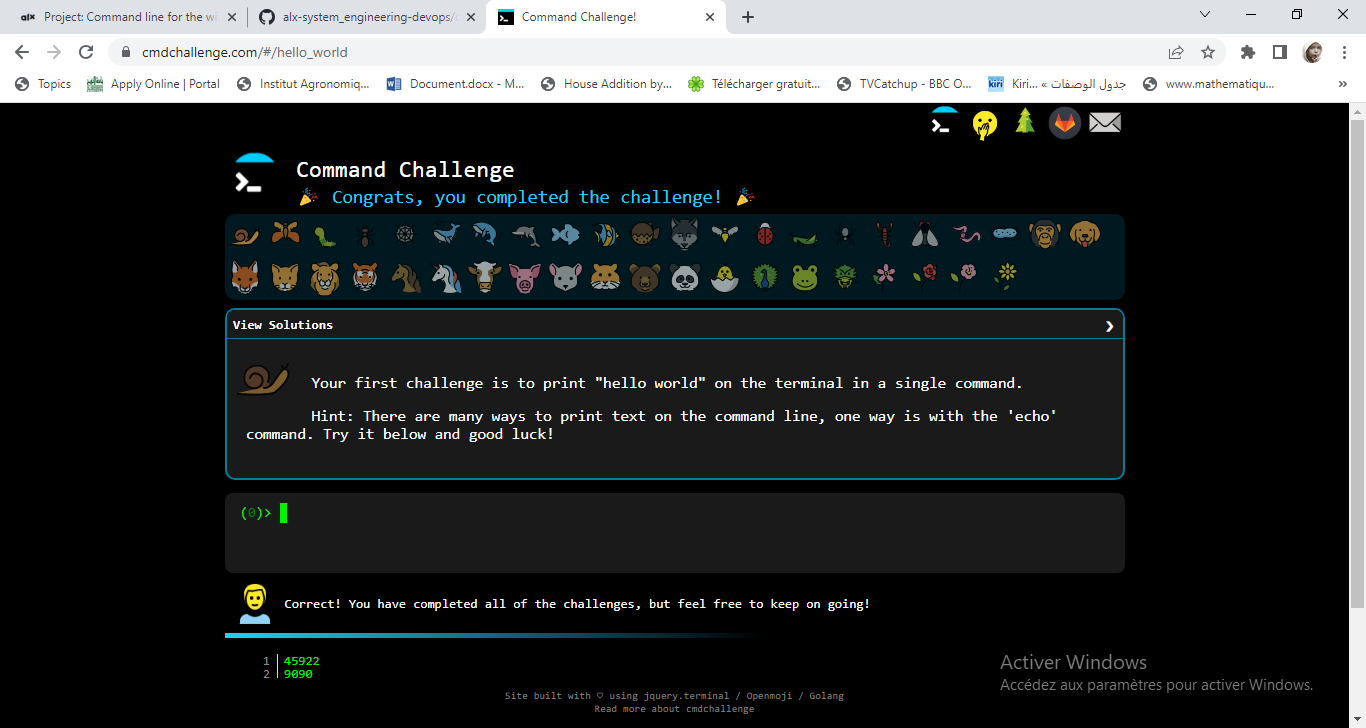 alx Project: Command line for the wi
alx-system_engineering-devops/c
Command Challenge!
cmdchallenge.com/#/hello_world
Topics
Apply Online | Portal
Institut Agronomiq...
Document.docx - M...
House Addition by...
Télécharger gratuit...
TVCatchup - BBC O...
kiri Kiri... « جدول الوصفات
www.mathematiqu...
Command Challenge
Congrats, you completed the challenge!
View Solutions
Your first challenge is to print "hello world" on the terminal in a single command.
Hint: There are many ways to print text on the command line, one way is with the 'echo'
command. Try it below and good luck!
(0)>
Correct! You have completed all of the challenges, but feel free to keep on going!
1 45922
2 9090
Activer Windows
Accédez aux paramètres pour activer Windows.
Site built with ♡ using jquery.terminal / Openmoji / Golang
Read more about cmdchallenge